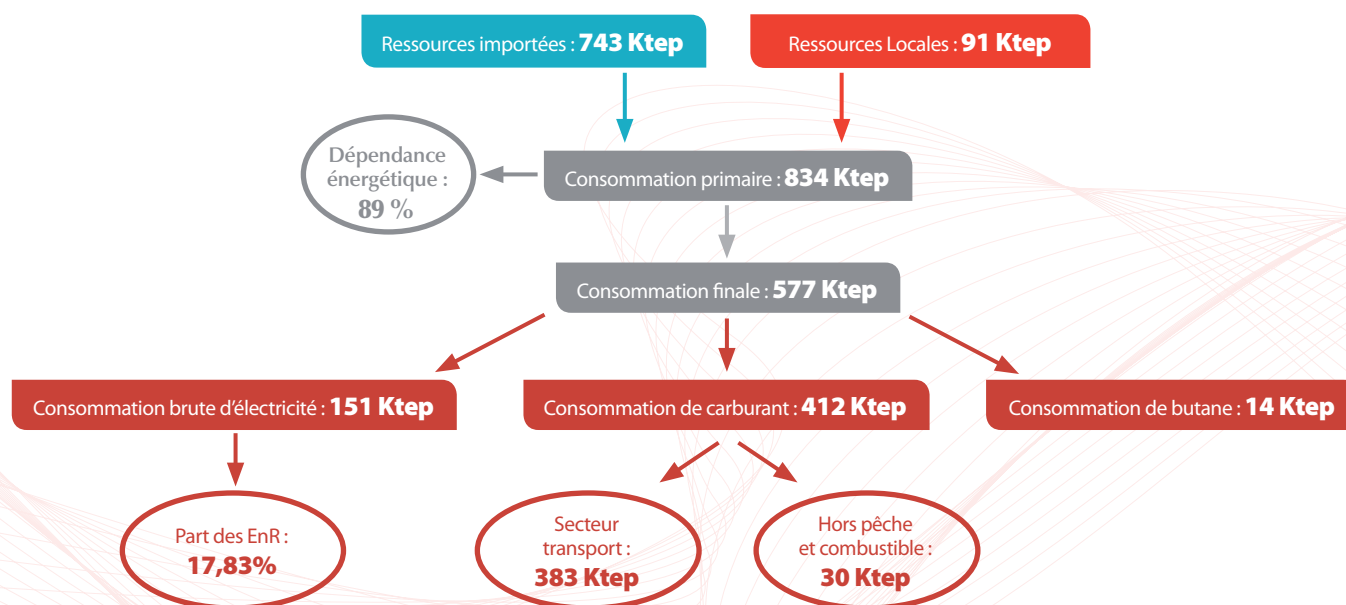 Ressources importées : 743 Ktep
Ressources Locales : 91 Ktep
Dépendance
énergétique :
89 %
Consommation primaire : 834 Ktep
Consommation finale : 577 Ktep
Consommation brute d'électricité : 151 Ktep
Consommation de carburant : 412 Ktep
Consommation de butane : 14 Ktep
Part des EnR :
17,83%
Secteur
transport :
383 Ktep
Hors pêche
et combustible :
30 Ktep